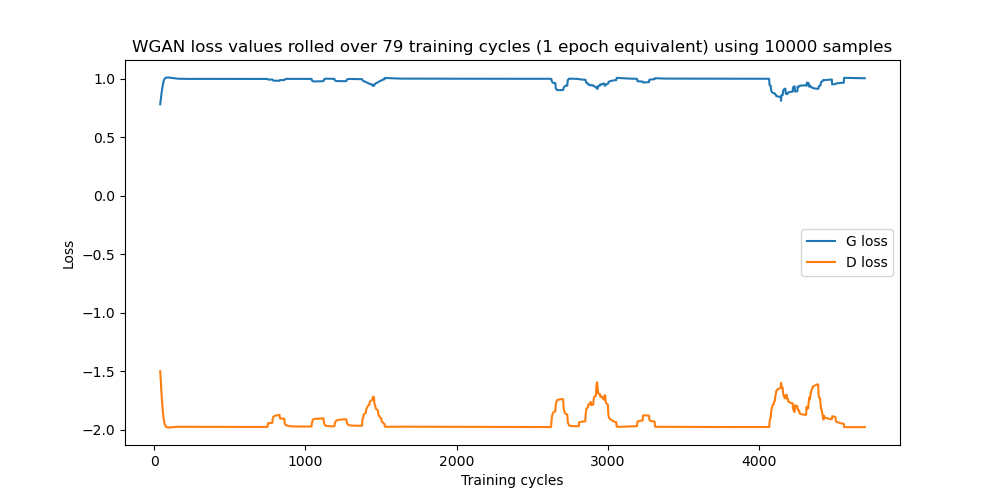 WGAN loss values rolled over 79 training cycles (1 epoch equivalent) using 10000 samples
1.0
0.5
0.0
−0.5
−1.0
−1.5
−2.0
Loss
G loss
D loss
0 1000 2000 3000 4000
Training cycles